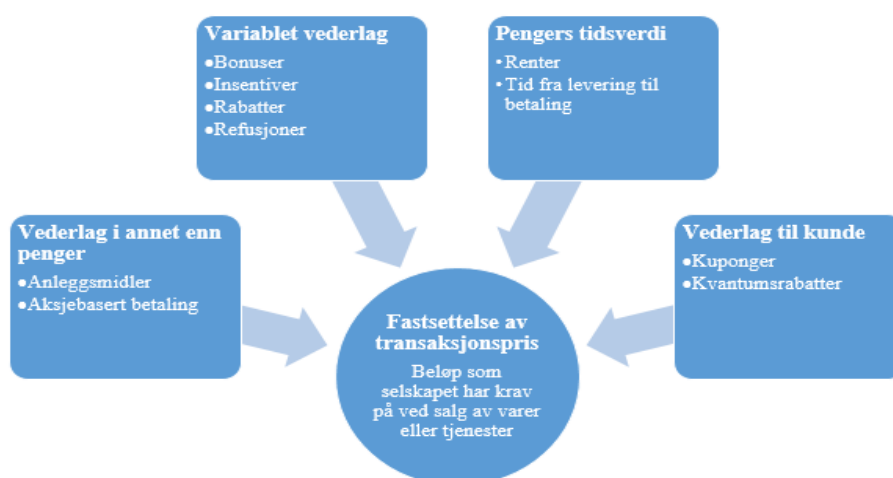 Variablet vederlag
•Bonuser
•Insentiver
•Rabatter
•Refusjoner
Pengers tidsverdi
• Renter
• Tid fra levering til
betaling
Vederlag i annet enn
penger
•Anleggsmidler
•Aksjebasert betaling
Vederlag til kunde
•Kuponger
•Kvantumsrabatter
Fastsettelse av
transaksjonspris
Beløp som
selskapet har krav
på ved salg av varer
eller tjenester